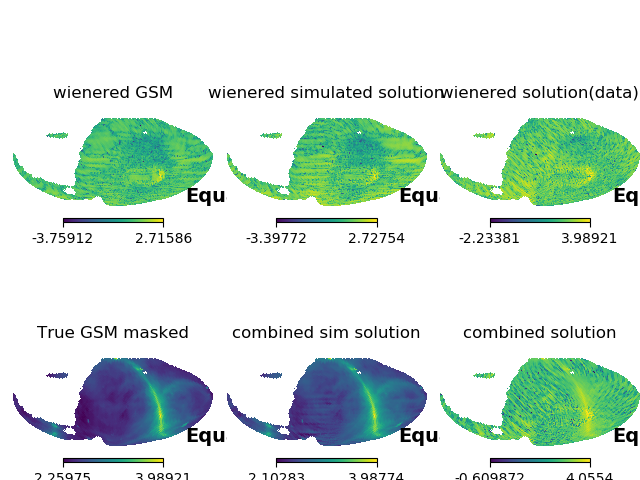 wienered GSM
wienered simulated solution
wienered solution(data)
Equ
Equ
Eq
-3.75912 2.71586
-3.39772 2.72754
-2.23381 3.98921
True GSM masked
combined sim solution
combined solution
Equ
Equ
Eq
2.25975 3.98921
2.10283 3.98774
-0.609872 4.0554